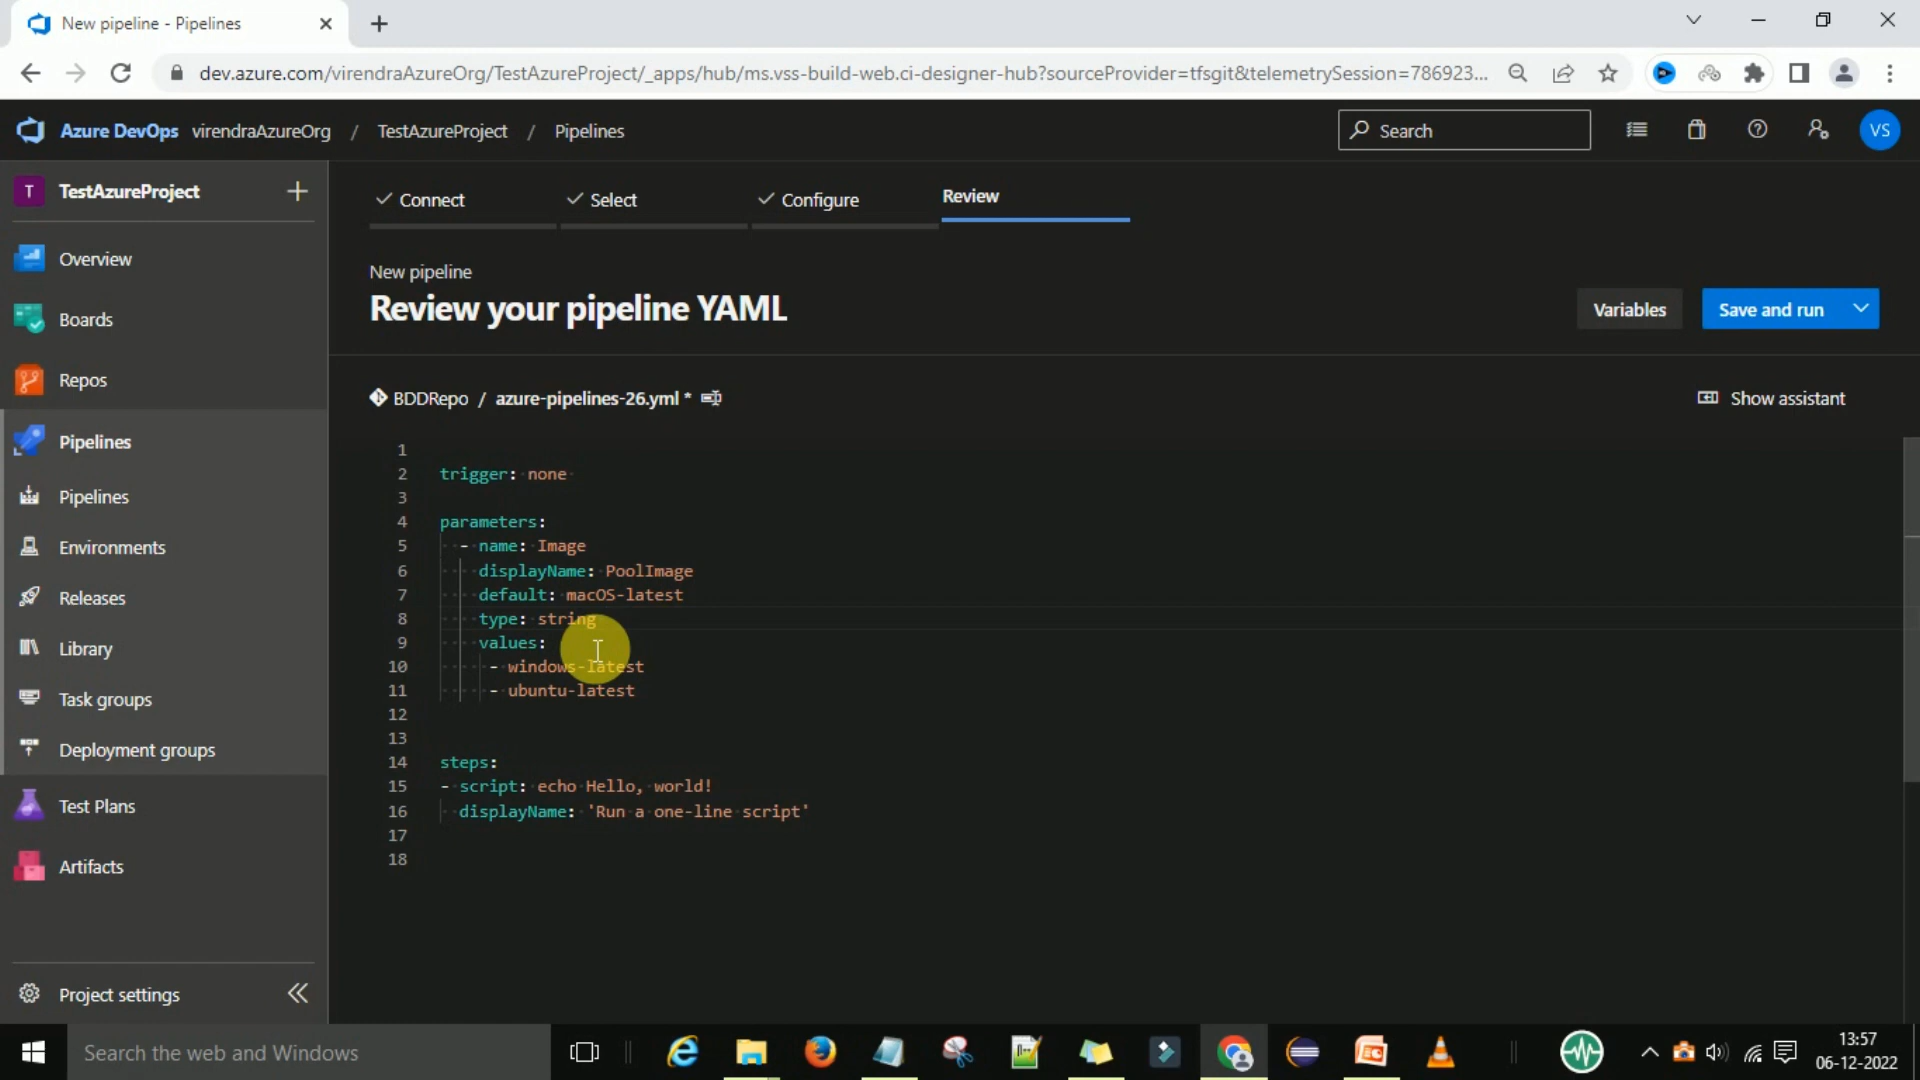 New pipeline - Pipelines
dev.azure.com/virendraAzureOrg/TestAzureProject/_apps/hub/ms.vss-build-web.ci-designer-hub?sourceProvider=tfsgit&telemetrySession=786923...
Azure DevOps virendraAzureOrg / TestAzureProject / Pipelines
Search
VS
T TestAzureProject
Overview
Boards
Repos
Pipelines
Pipelines
Environments
Releases
Library
Task groups
Deployment groups
Test Plans
Artifacts
Project settings
Connect
Select
Configure
Review
New pipeline
Review your pipeline YAML
Variables
Save and run
BDDRepo / azure-pipelines-26.yml *
Show assistant
1
2 trigger: none
3
4 parameters:
5 - name: Image
6 displayName: PoolImage
7 default: macOS-latest
8 type: string
9 values:
10 - windows-latest
11 - ubuntu-latest
12
13
14 steps:
15 - script: echo Hello, world!
16 displayName: 'Run a one-line script'
17
18
Search the web and Windows
13:57
06-12-2022